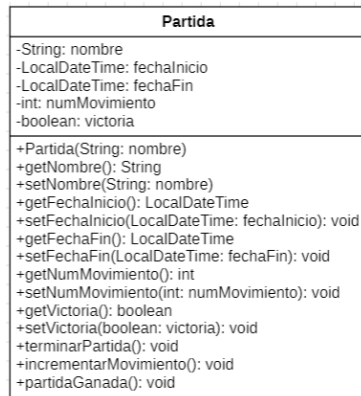 Partida
-String: nombre
-LocalDateTime: fechaInicio
-LocalDateTime: fechaFin
-int: numMovimiento
-boolean: victoria
+Partida(String: nombre)
+getNombre(): String
+setNombre(String: nombre)
+getFechaInicio(): LocalDateTime
+setFechaInicio(LocalDateTime: fechaInicio): void
+getFechaFin(): LocalDateTime
+setFechaFin(LocalDateTime: fechaFin): void
+getNumMovimiento(): int
+setNumMovimiento(int: numMovimiento): void
+getVictoria(): boolean
+setVictoria(boolean: victoria): void
+terminarPartida(): void
+incrementarMovimiento(): void
+partidaGanada(): void